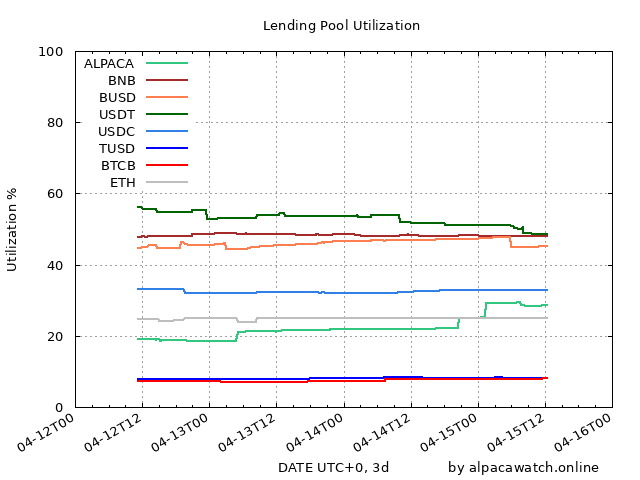 Lending Pool Utilization
Utilization %
100
80
60
40
20
0
ALPACA
BNB
BUSD
USDT
USDC
TUSD
BTCB
ETH
04-12T00
04-12T12
04-13T00
04-13T12
04-14T00
04-14T12
04-15T00
04-15T12
04-16T00
DATE UTC+0, 3d
by alpacawatch.online